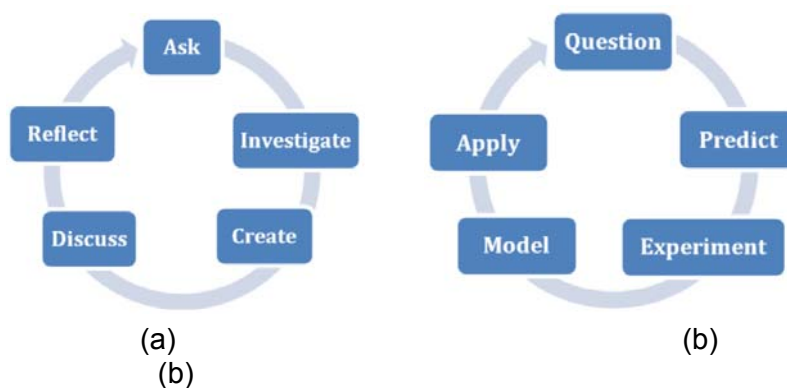 Ask
Investigate
Create
Discuss
Reflect
Question
Predict
Experiment
Model
Apply
(a) (b)
(b)